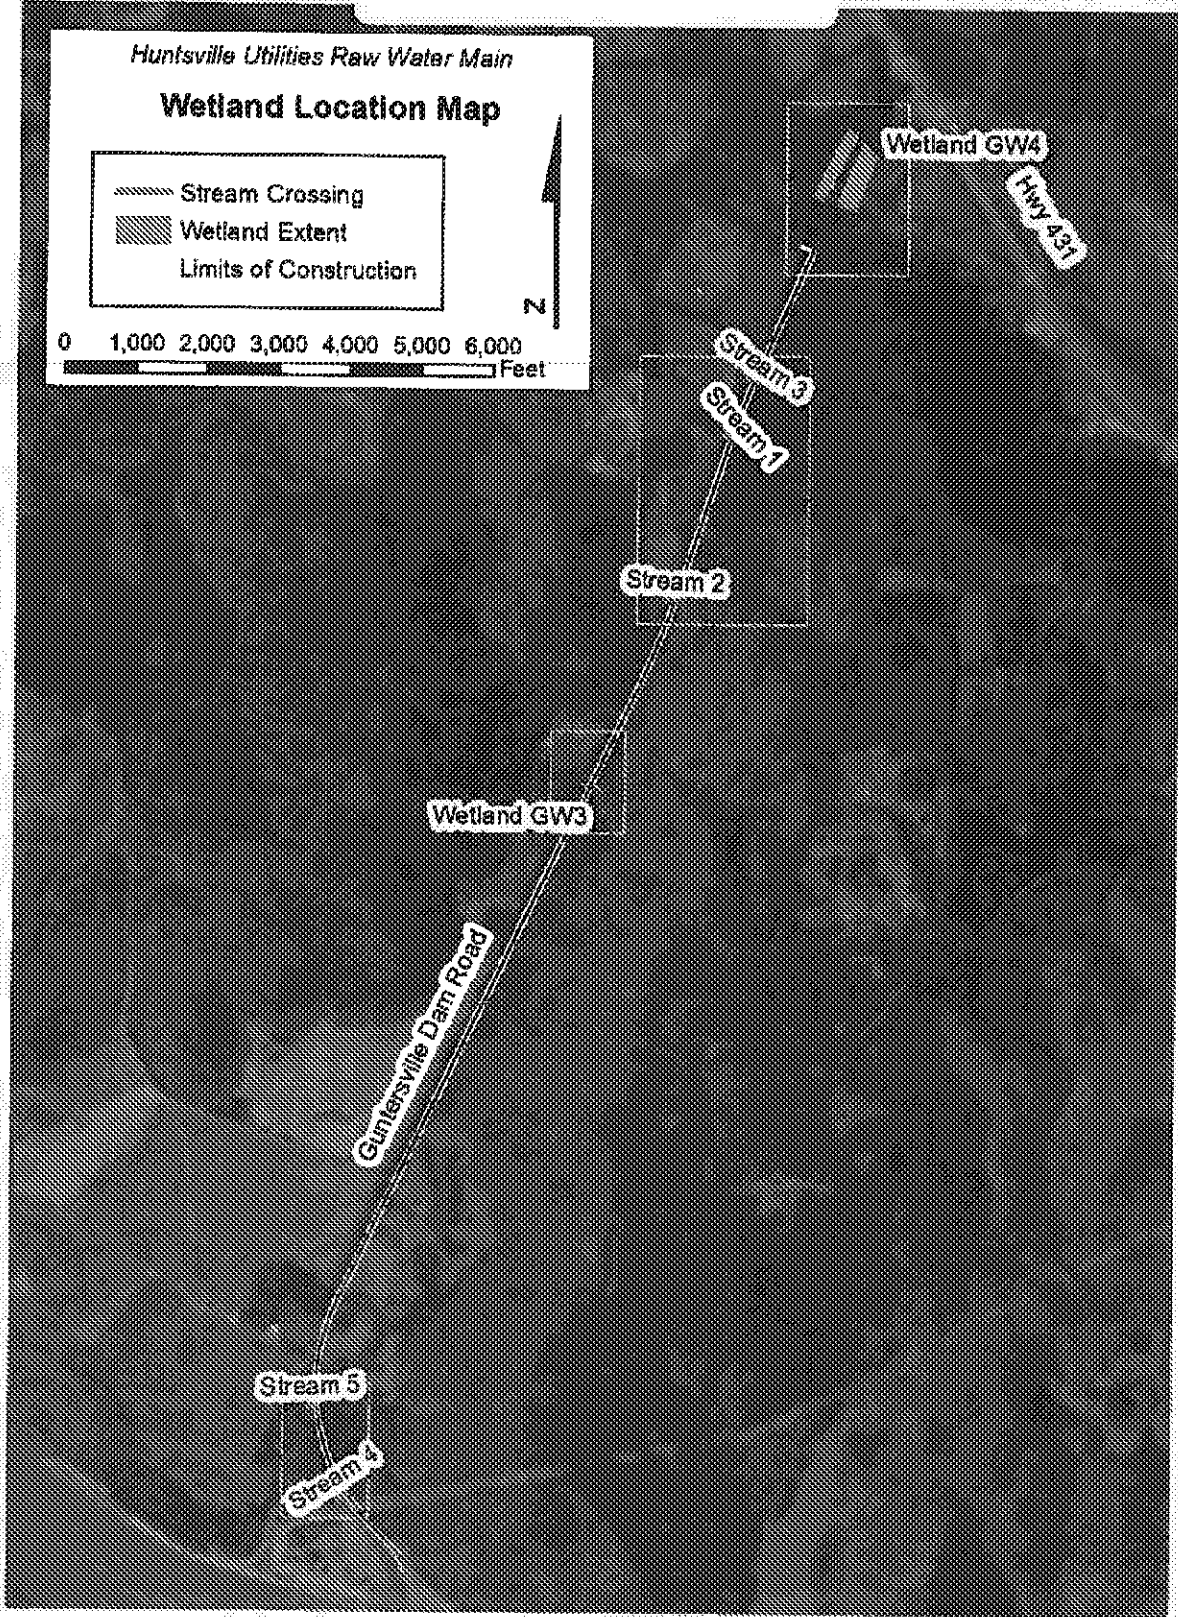 Huntsville Utilities Raw Water Main
Wetland Location Map
Stream Crossing
Wetland Extent
Limits of Construction
N
0 1,000 2,000 3,000 4,000 5,000 6,000
Feet
Wetland GW4
Hwy 431
Stream 3
Stream 1
Stream 2
Wetland GW3
Guntersville Dam Road
Stream 5
Stream 4